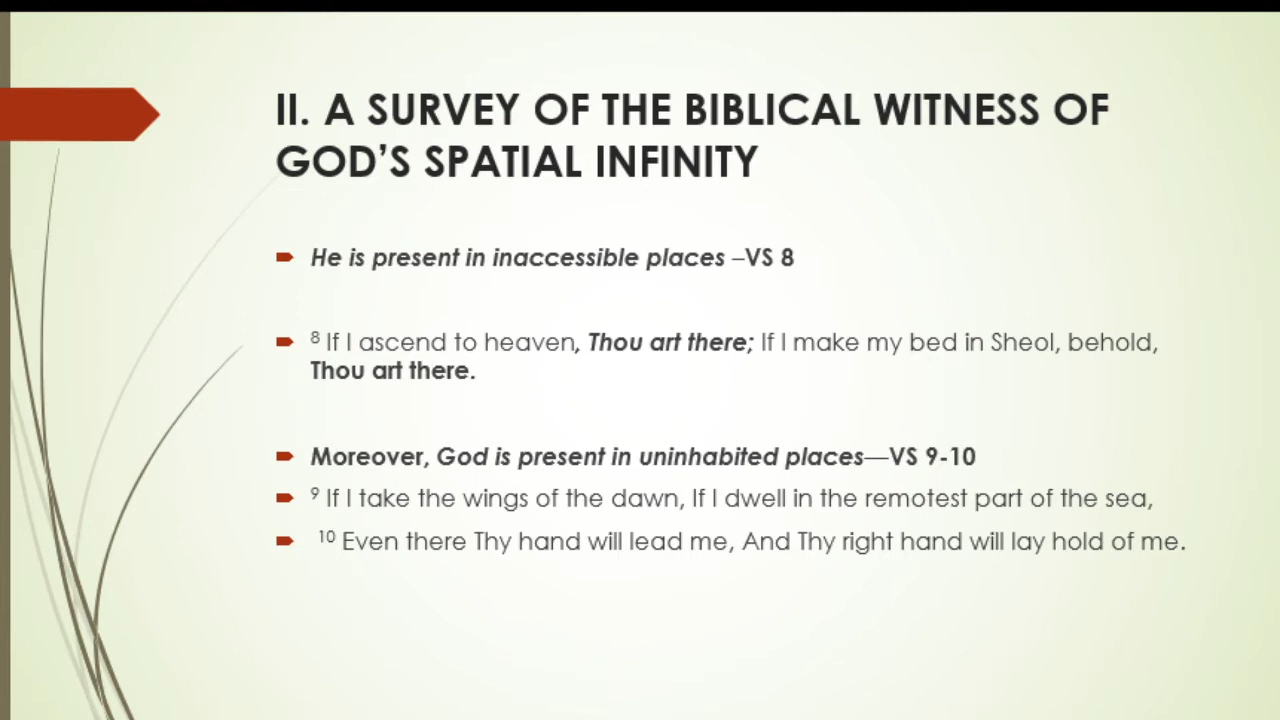 II. A SURVEY OF THE BIBLICAL WITNESS OF
GOD’S SPATIAL INFINITY
He is present in inaccessible places –VS 8
8 If I ascend to heaven, Thou art there; If I make my bed in Sheol, behold,
Thou art there.
Moreover, God is present in uninhabited places—VS 9-10
9 If I take the wings of the dawn, If I dwell in the remotest part of the sea,
10 Even there Thy hand will lead me, And Thy right hand will lay hold of me.